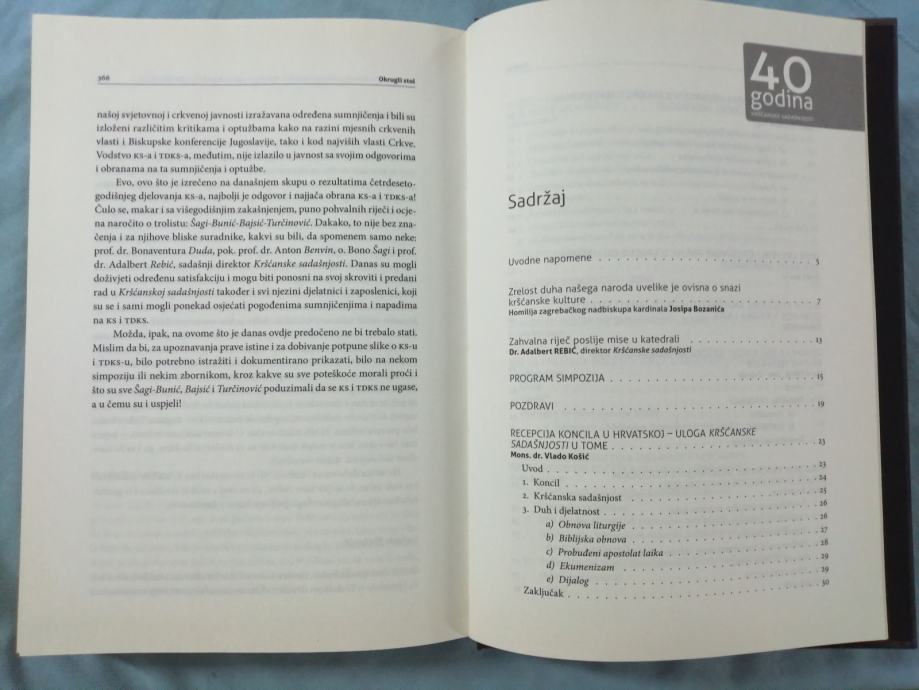 366
Okrugli stol
našoj svjetovnoj i crkvenoj javnosti izražavana određena sumnjičenja i bili su
izloženi različitim kritikama i optužbama kako na razini mjesnih crkvenih
vlasti i Biskupske konferencije Jugoslavije, tako i kod najviših vlasti Crkve.
Vodstvo KS-a i TDKS-a, međutim, nije izlazilo u javnost sa svojim odgovorima
i obranama na ta sumnjičenja i optužbe.
Evo, ovo što je izrečeno na današnjem skupu o rezultatima četrdeseto-
godišnjeg djelovanja KS-a, najbolji je odgovor i najjača obrana KS-a i TDKS-a!
Čulo se, makar i sa višegodišnjim zakašnjenjem, puno pohvalnih riječi i ocje-
na naročito o trolistu: Šagi-Bunić-Bajsić-Turčinović. Dakako, to nije bez zna-
čenja i za njihove bliske suradnike, kakvi su bili, da spomenem samo neke:
prof. dr. Bonaventura Duda, pok. prof. dr. Anton Benvin, o. Bono Šagi i prof.
dr. Adalbert Rebić, sadašnji direktor Kršćanske sadašnjosti. Danas su mogli
doživjeti određenu satisfakciju i mogu biti ponosni na svoj skroviti i predani
rad u Kršćanskoj sadašnjosti također i svi njezini djelatnici i zaposlenici, koji
su se i sami mogli ponekad osjećati pogođenima sumnjičenjima i napadima
na KS i TDKS.
Možda, ipak, na ovome što je danas ovdje predočeno ne bi trebalo stati.
Mislim da bi, za upoznavanja prave istine i za dobivanje potpune slike o KS-u
i TDKS-u, bilo potrebno istražiti i dokumentirano prikazati, bilo na nekom
simpoziju ili nekim zbornikom, kroz kakve su sve poteškoće morali proći i
što su sve Šagi-Bunić, Bajsić i Turčinović poduzimali da se KS i TDKS ne ugase,
a u čemu su i uspjeli!
40
godina
KRŠĆANSKE SADAŠNJOSTI
Sadržaj
Uvodne napomene . . . . . 5
Zrelost duha našega naroda uvelike je ovisna o snazi
kršćanske kulture . . . . . 7
Homilija zagrebačkog nadbiskupa kardinala Josipa Bozanića
Zahvalna riječ poslije mise u katedrali . . . . . 13
Dr. Adalbert REBIĆ, direktor Kršćanske sadašnjosti
PROGRAM SIMPOZIJA . . . . . 15
POZDRAVI . . . . . 19
RECEPCIJA KONCILA U HRVATSKOJ – ULOGA KRŠĆANSKE
SADAŠNJOSTI U TOME . . . . . 23
Mons. dr. Vlado Košić
Uvod . . . . . 23
1. Koncil . . . . . 24
2. Kršćanska sadašnjost . . . . . 25
3. Duh i djelatnost . . . . . 26
a) Obnova liturgije . . . . . 26
b) Biblijska obnova . . . . . 27
c) Probuđeni apostolat laika . . . . . 28
d) Ekumenizam . . . . . 29
e) Dijalog . . . . . 29
Zaključak . . . . . 30